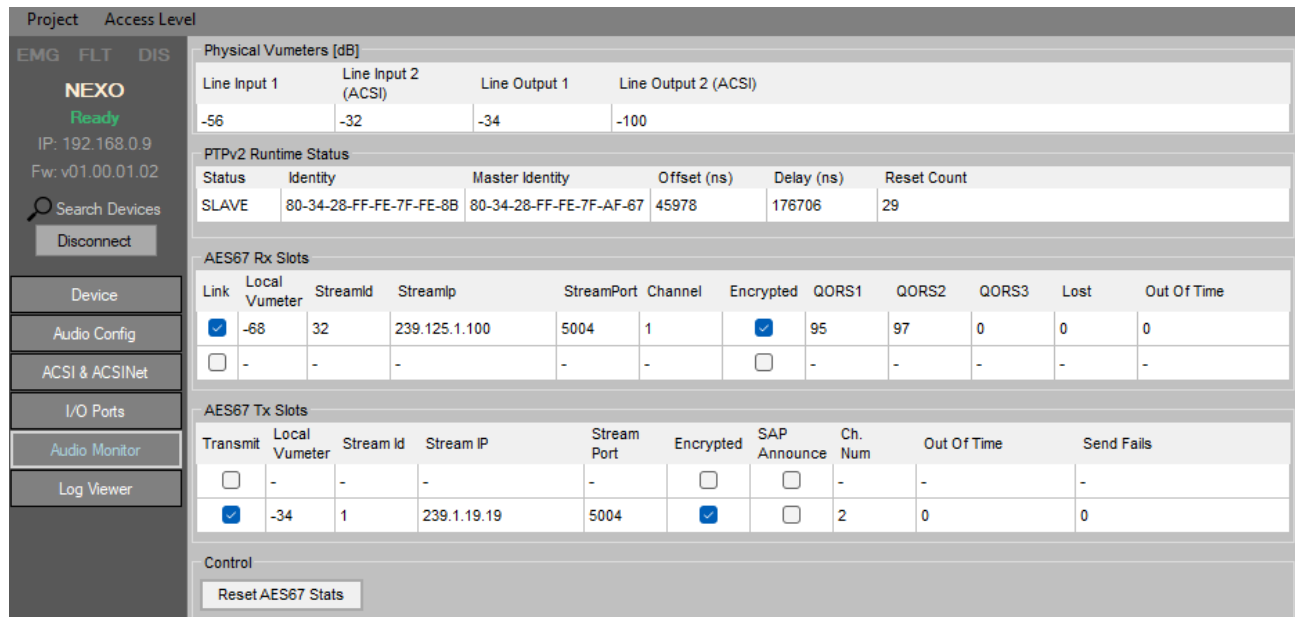 Project Access Level
EMG FLT DIS
NEXO
Ready
IP: 192.168.0.9
Fw: v01.00.01.02
Search Devices
Disconnect
Device
Audio Config
ACSI & ACSINet
I/O Ports
Audio Monitor
Log Viewer
Physical Vumeters [dB]
Line Input 1 Line Input 2 (ACSI) Line Output 1 Line Output 2 (ACSI)
-56 -32 -34 -100
PTPv2 Runtime Status
Status Identity Master Identity Offset (ns) Delay (ns) Reset Count
SLAVE 80-34-28-FF-FE-7F-FE-8B 80-34-28-FF-FE-7F-AF-67 45978 176706 29
AES67 Rx Slots
Link Local Vumeter StreamId StreamIp StreamPort Channel Encrypted QORS1 QORS2 QORS3 Lost Out Of Time
-68 32 239.125.1.100 5004 1 95 97 0 0 0
- - - - - - - - - -
AES67 Tx Slots
Transmit Local Vumeter Stream Id Stream IP Stream Port Encrypted SAP Announce Ch. Num Out Of Time Send Fails
- - - - - - -
-34 1 239.1.19.19 5004 2 0 0
Control
Reset AES67 Stats